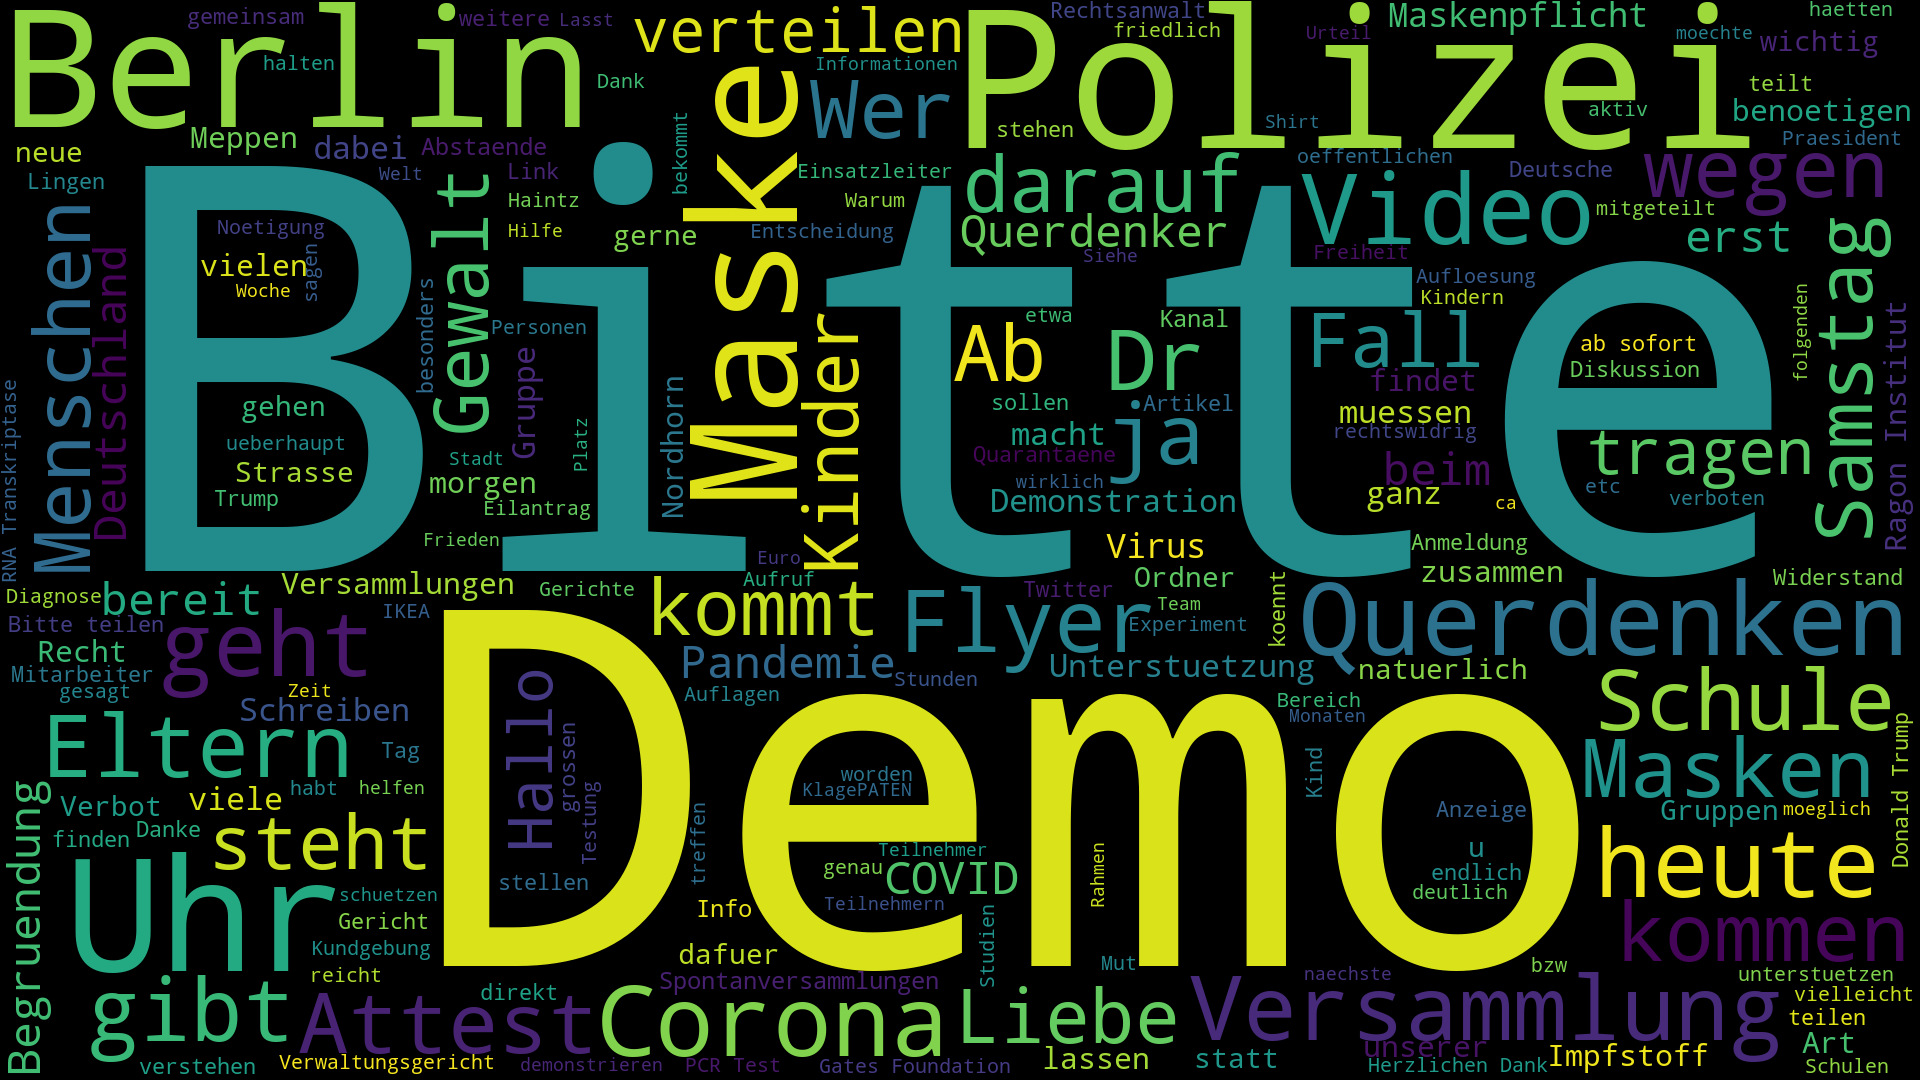 Berlin
Polizei
Bitte
Demo
Maske
gemeinsam
weitere
Lasst
verteilen
Rechtsanwalt
friedlich
Maskenpflicht
Urteil
moechte
haetten
wichtig
halten
Dank
Informationen
Wer
teilt
benoetigen
aktiv
Praesident
Meppen
dabei
Abstaende
bekommt
stehen
Shirt
neue
Lingen
Welt
Link
Einsatzleiter
darauf
oeffentlichen
Deutsche
wegen
Menschen
Deutschland
Noetigung
vielen
Woche
sagen
Gewalt
Haintz
Hilfe
gerne
Warum
Entscheidung
Querdenker
Siehe
Video
Freiheit
mitgeteilt
erst
Samstag
besonders
Personen
Gruppe
Kinder
etwa
Kanal
Aufloesung
Kindern
Ab
Dr
Fall
findet
ab sofort
Diskussion
folgenden
Ragon Institut
RNA Transkriptase
gehen
ueberhaupt
Strasse
Trump
Stadt
morgen
Eilantrag
Platz
Nordhorn
sollen
Artikel
macht
ja
Quarantaene
wirklich
Demonstration
muessen
rechtswidrig
beim
ganz
ca
tragen
etc
verboten
Frieden
Euro
Virus
Anmeldung
Diagnose
bereit
Versammlungen
Gerichte
Aufruf
Ordner
zusammen
Widerstand
Bitte teilen
IKEA
kommt
Flyer
Twitter
Team
Experiment
koennt
Querdenken
Recht
geht
Mitarbeiter
gesagt
Zeit
Pandemie
Stunden
Auflagen
Unterstuetzung
natuerlich
Bereich
Monaten
Schule
Schreiben
Eltern
Tag
Hallo
grossen
Testung
worden
KlagePATEN
Kind
Masken
Donald Trump
Begruendung
Verbot
viele
habt
helfen
finden
Danke
steht
treffen
Anzeige
Gruppen
moeglich
Uhr
schuetzen
stellen
Teilnehmer
genau
COVID
Teilnehmern
Rahmen
u
endlich
deutlich
heute
Gericht
Kundgebung
reicht
Info
dafuer
Studien
Mut
bzw
kommen
gibt
Attest
direkt
Spontanversammlungen
Corona
Liebe
naechste
Versammlung
unterstuetzen
vielleicht
teilen
verstehen
Verwaltungsgericht
demonstrieren
PCR Test
Gates Foundation
lassen
statt
unserer
Herzlichen Dank
Impfstoff
Art
Schulen